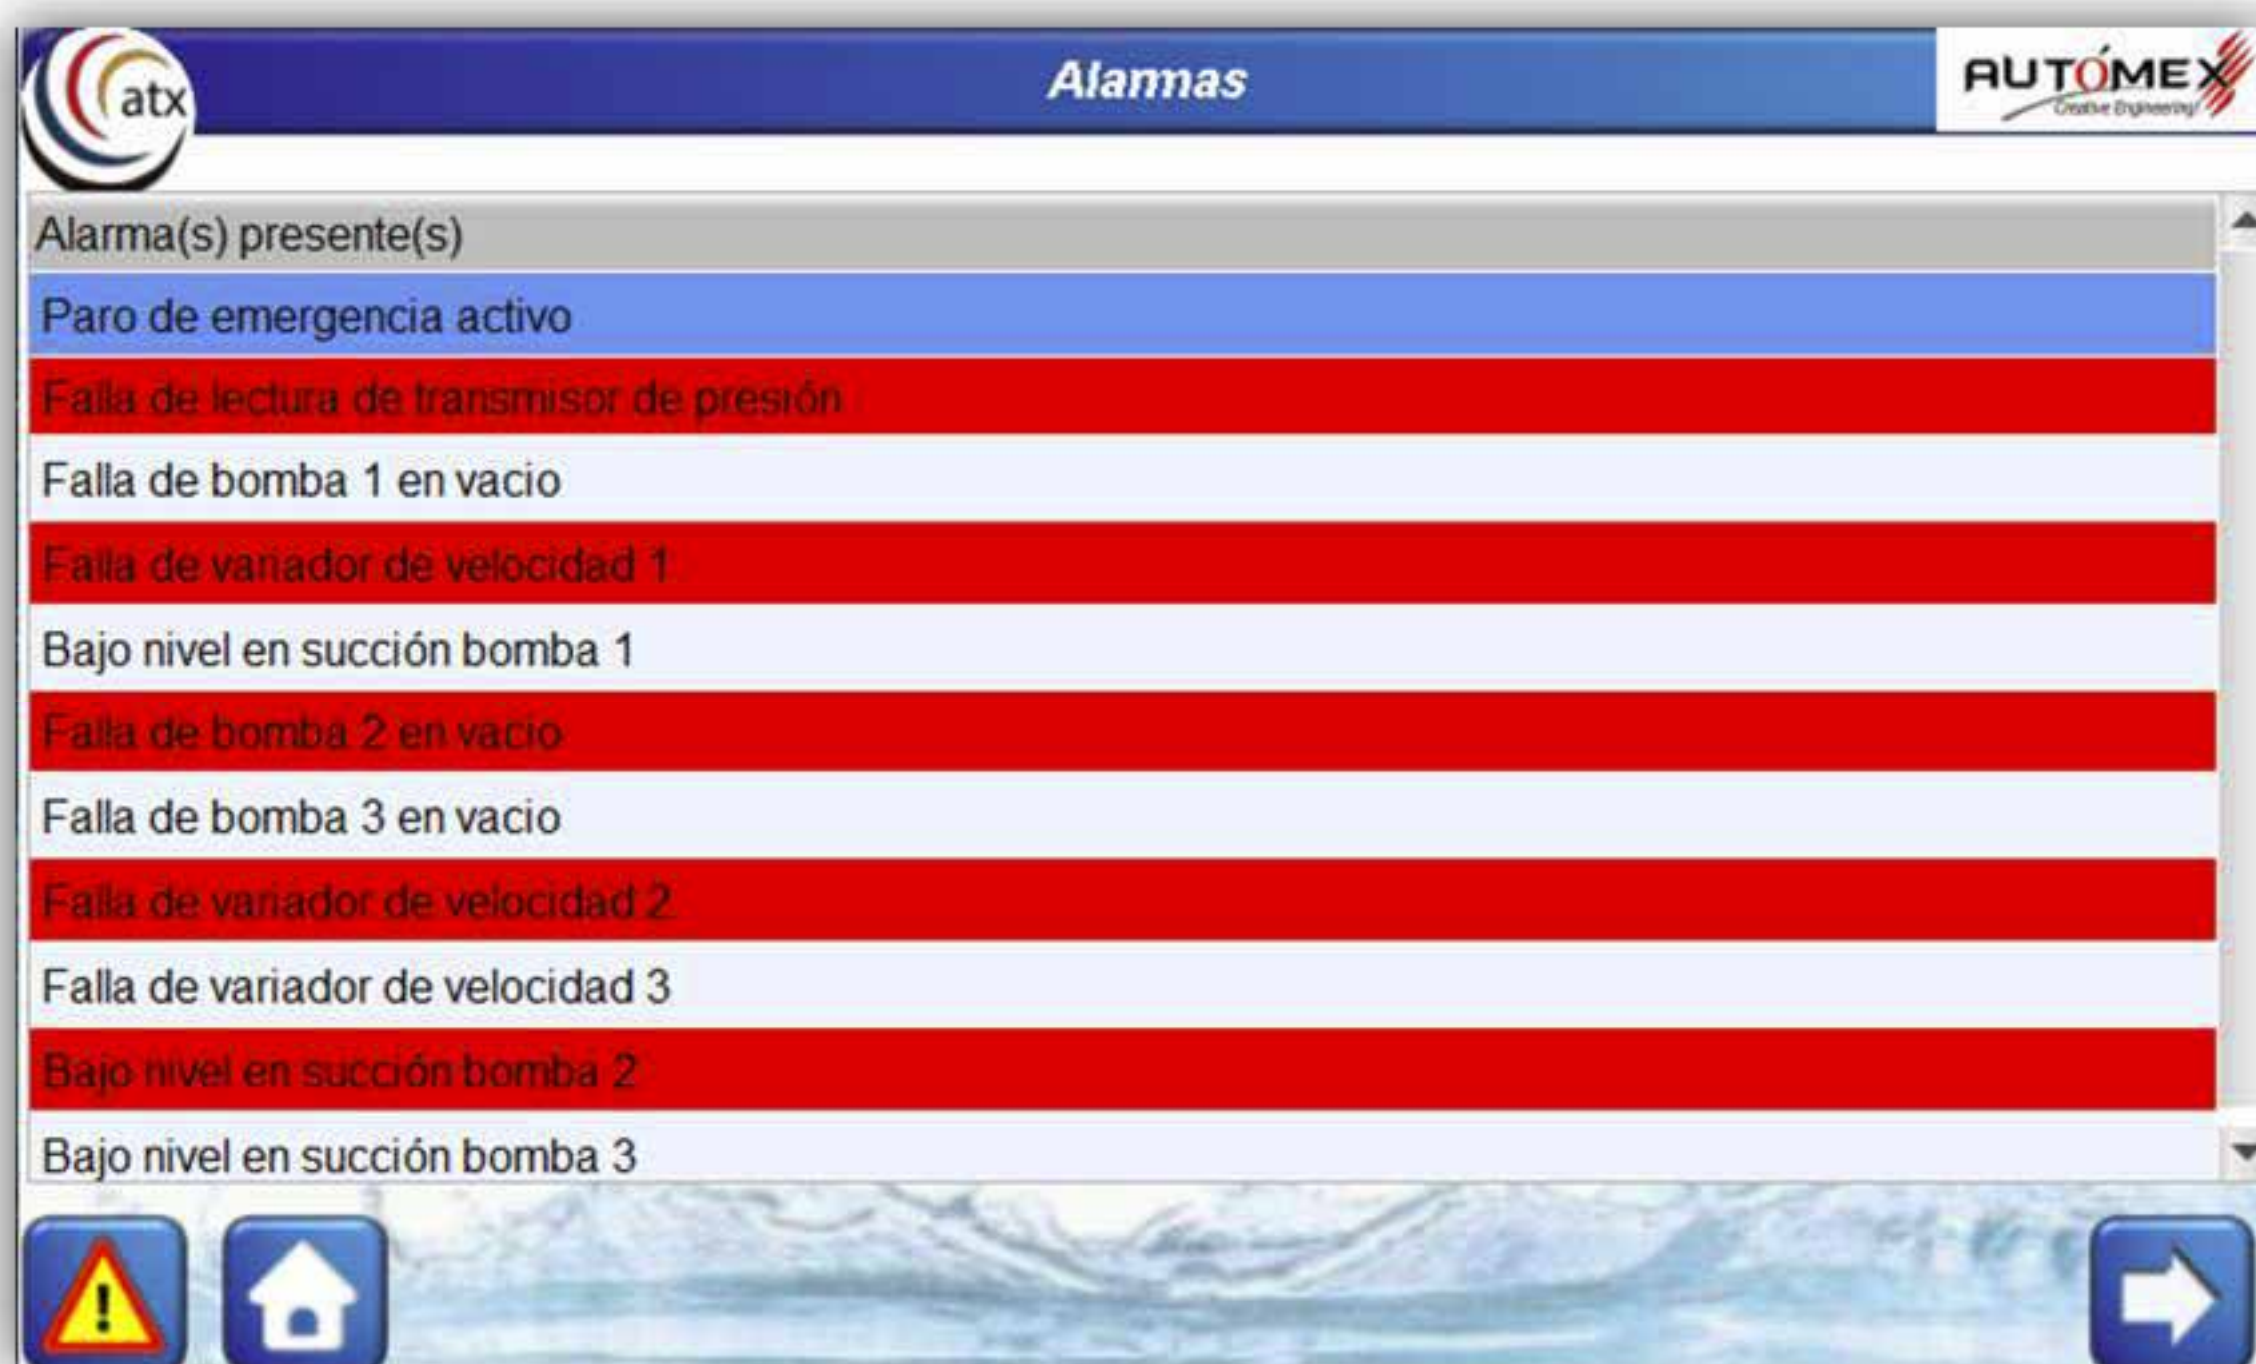 atx
Alarmas
AUTÓMEX
Creative Engineering!
Alarma(s) presente(s)
Paro de emergencia activo
Falla de lectura de transmisor de presión
Falla de bomba 1 en vacio
Falla de variador de velocidad 1
Bajo nivel en succión bomba 1
Falla de bomba 2 en vacio
Falla de bomba 3 en vacio
Falla de variador de velocidad 2
Falla de variador de velocidad 3
Bajo nivel en succión bomba 2
Bajo nivel en succión bomba 3
!